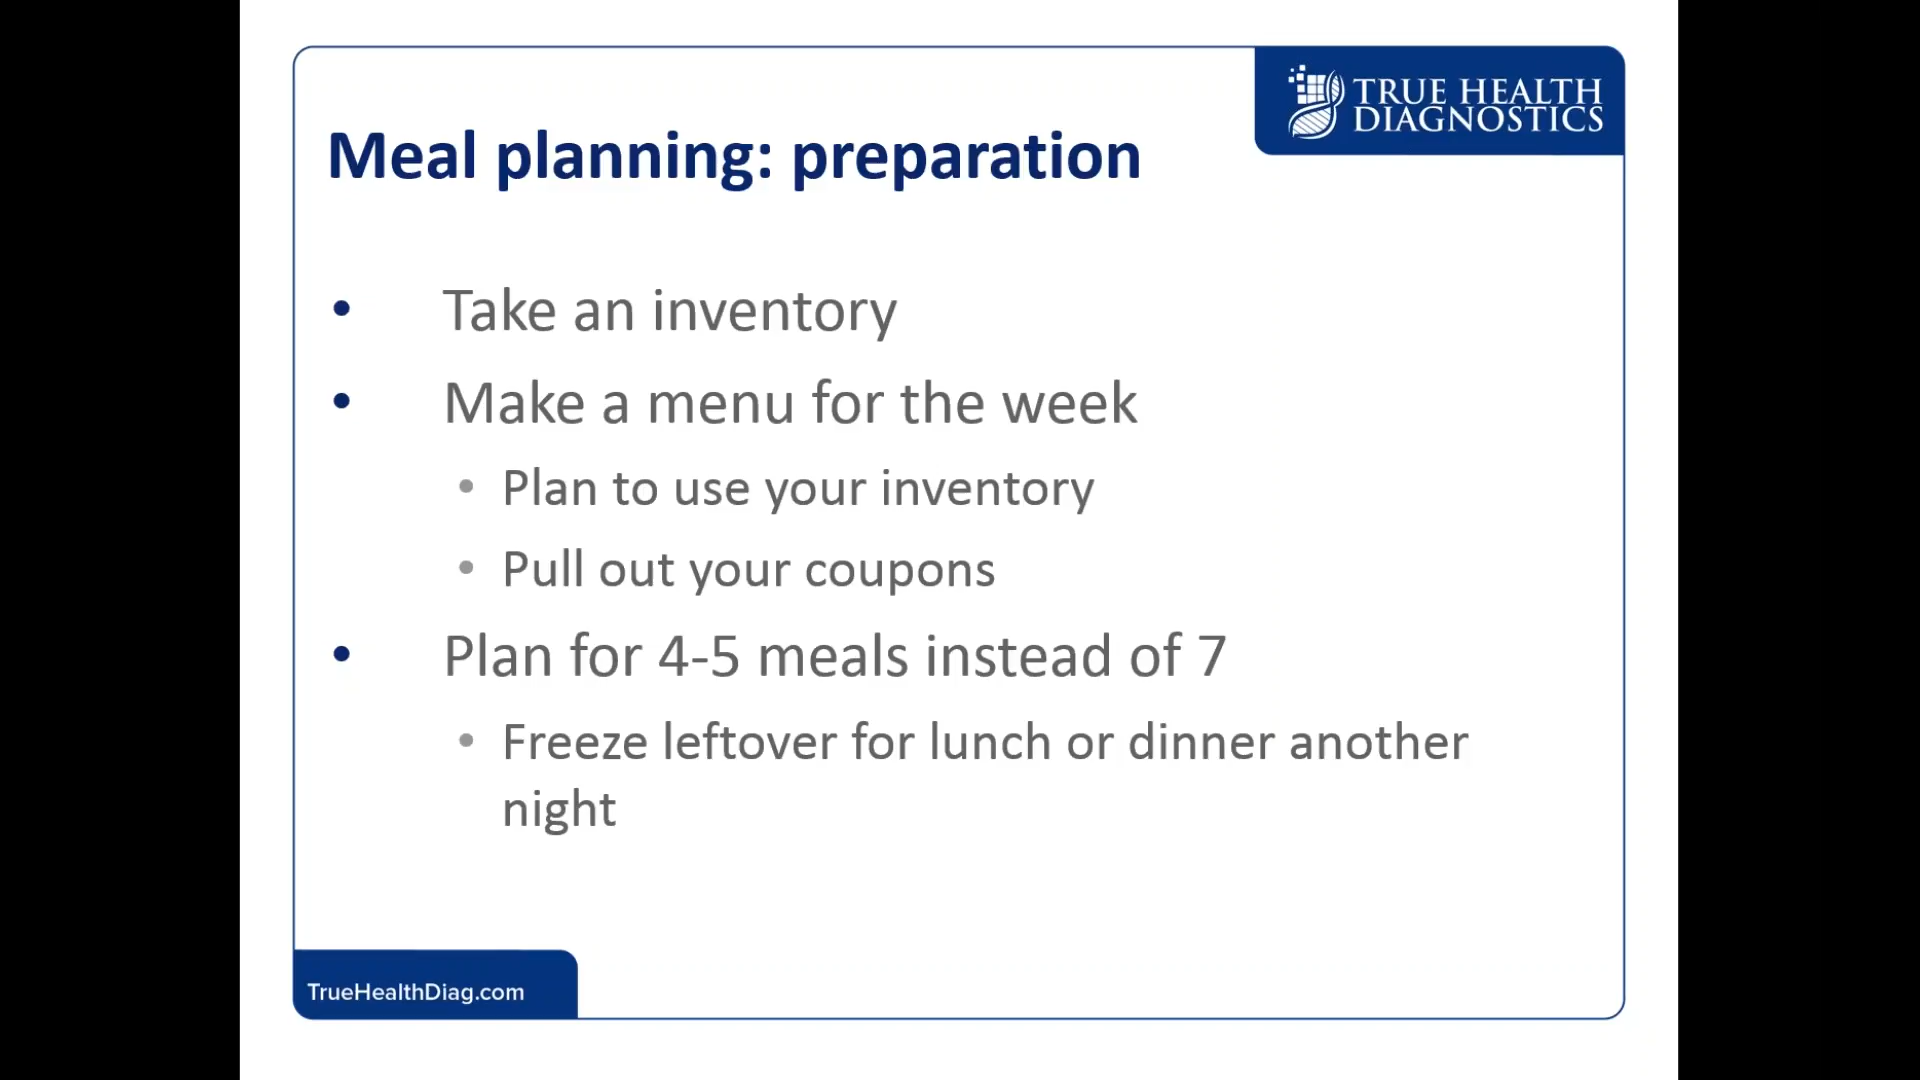 TRUE HEALTH
DIAGNOSTICS
Meal planning: preparation
• Take an inventory
• Make a menu for the week
• Plan to use your inventory
• Pull out your coupons
• Plan for 4-5 meals instead of 7
• Freeze leftover for lunch or dinner another
night
TrueHealthDiag.com